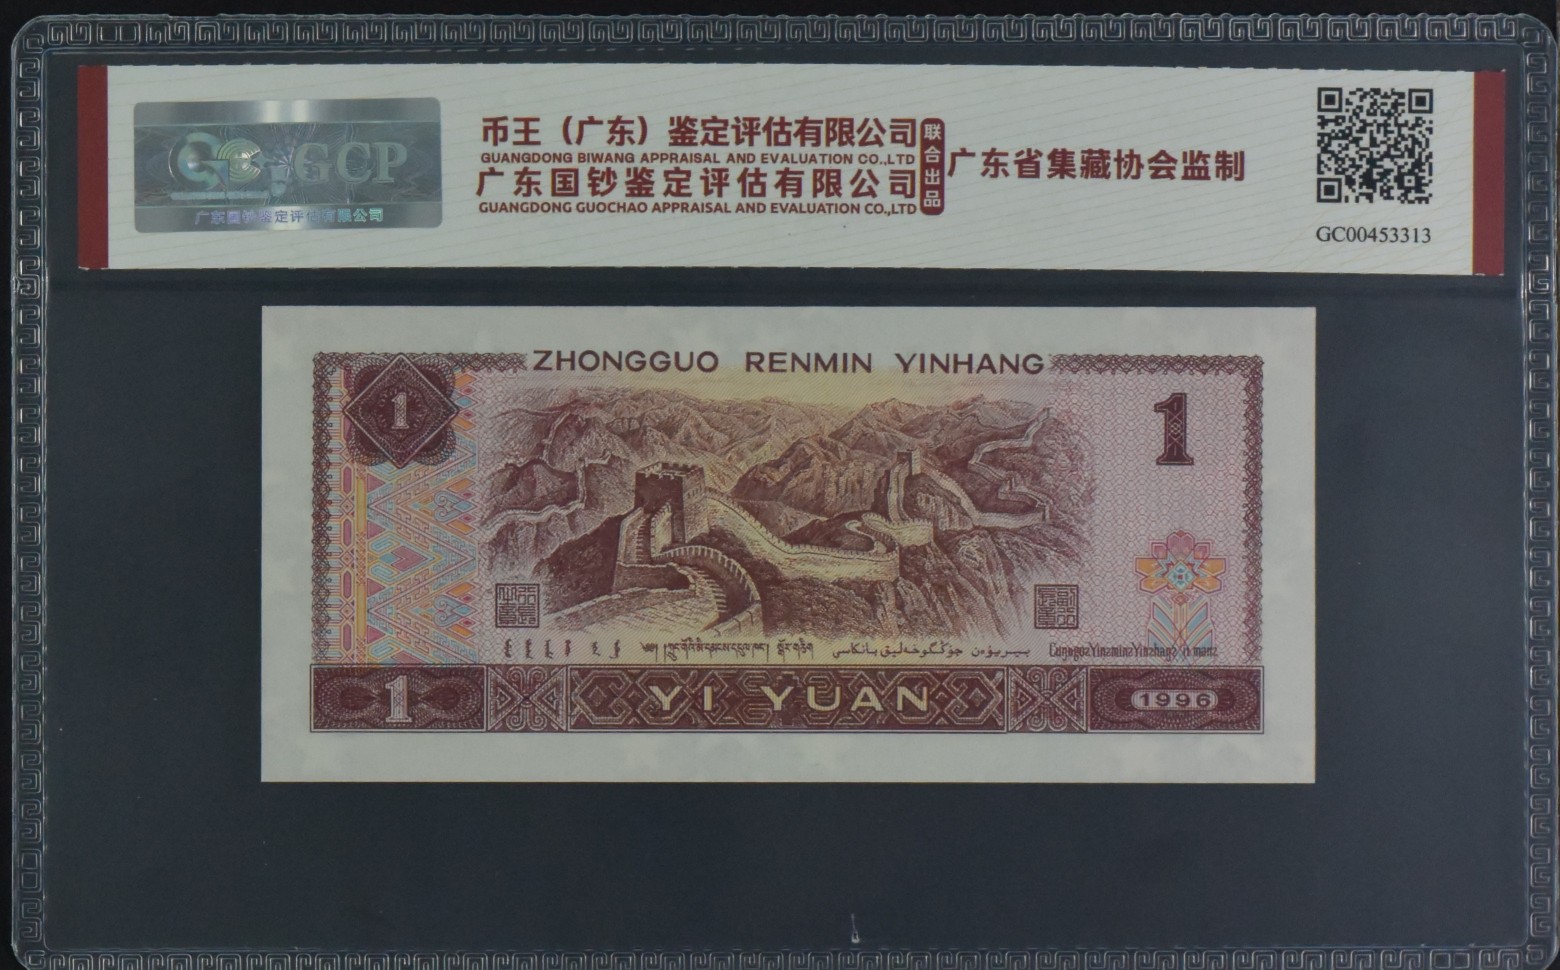 GCP
广东国钞鉴定评估有限公司
币王（广东）鉴定评估有限公司
GUANGDONG BIWANG APPRAISAL AND EVALUATION CO.,LTD
广东国钞鉴定评估有限公司
GUANGDONG GUOCHAO APPRAISAL AND EVALUATION CO.,LTD
联合出品
广东省集藏协会监制
GC00453313
ZHONGGUO RENMIN YINHANG
1
1
1
YI YUAN
1996